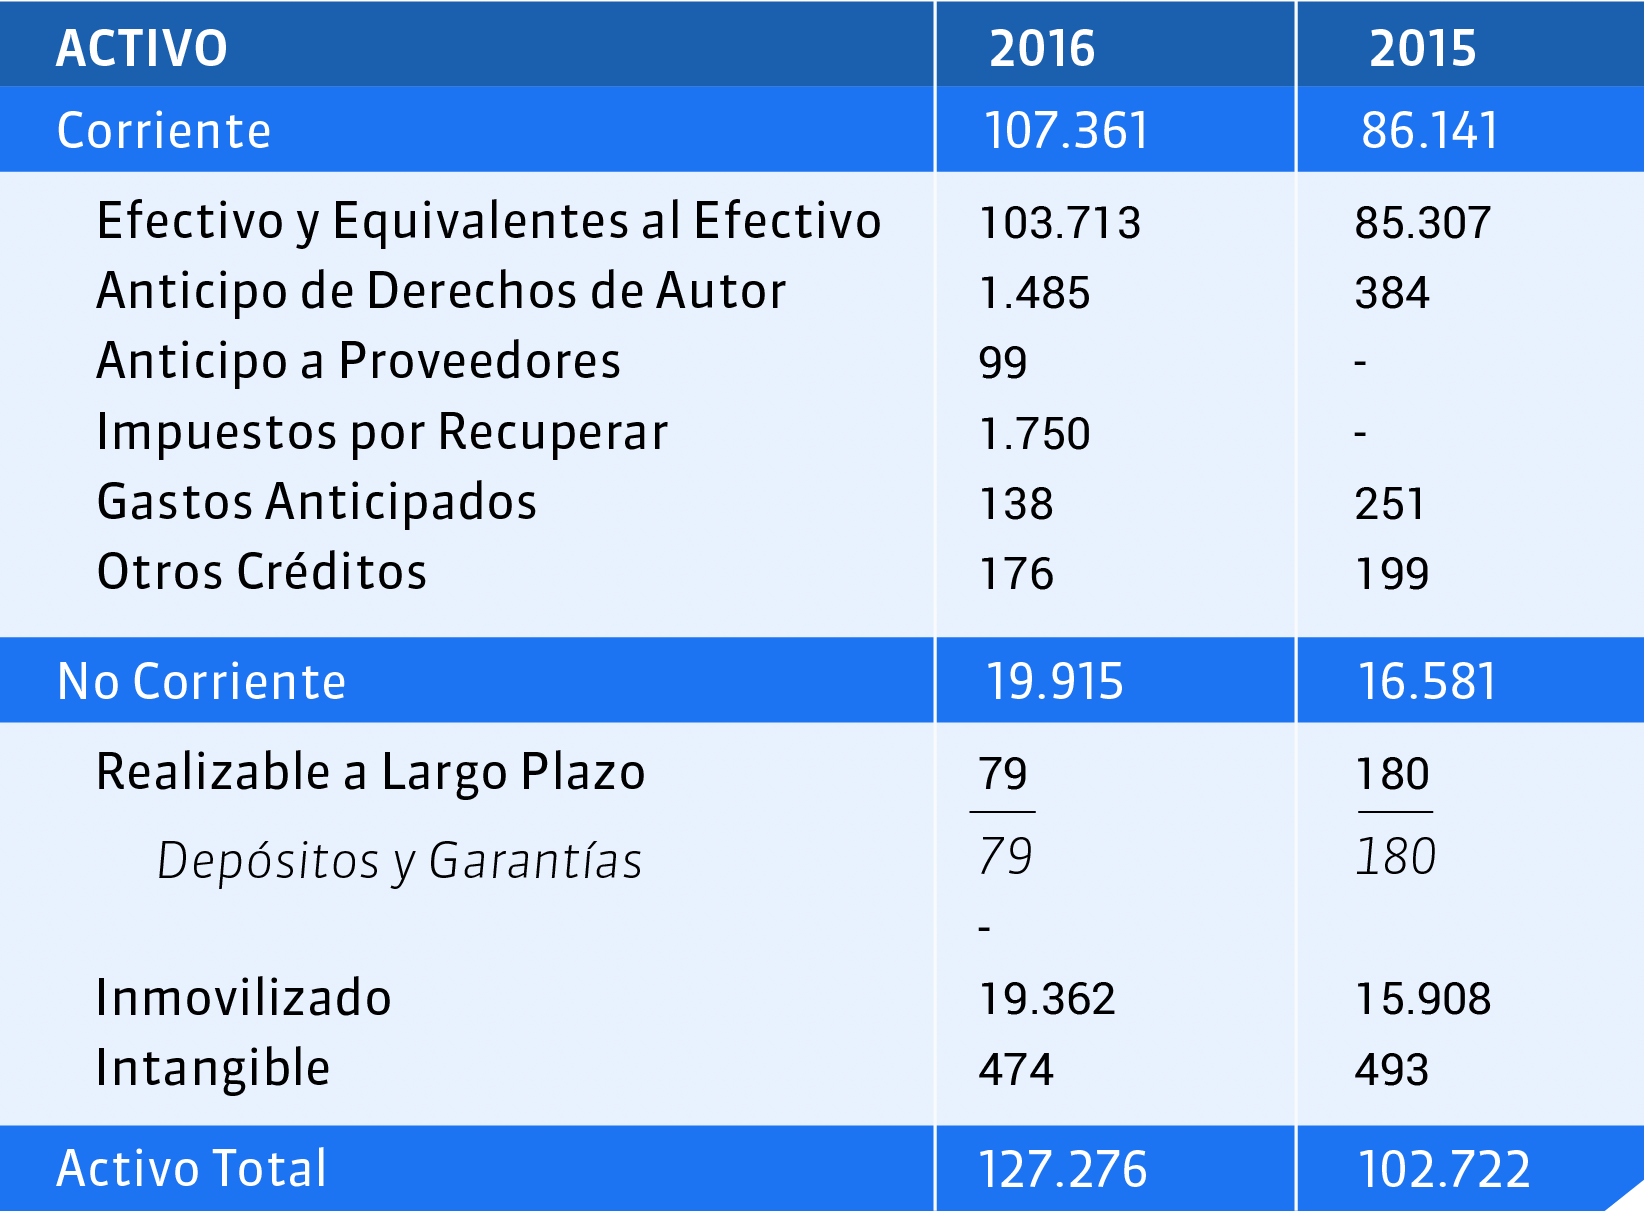 ACTIVO 2016 2015
Corriente 107.361 86.141
Efectivo y Equivalentes al Efectivo 103.713 85.307
Anticipo de Derechos de Autor 1.485 384
Anticipo a Proveedores 99 -
Impuestos por Recuperar 1.750 -
Gastos Anticipados 138 251
Otros Créditos 176 199
No Corriente 19.915 16.581
Realizable a Largo Plazo 79 180
Depósitos y Garantías 79 180
-
Inmovilizado 19.362 15.908
Intangible 474 493
Activo Total 127.276 102.722